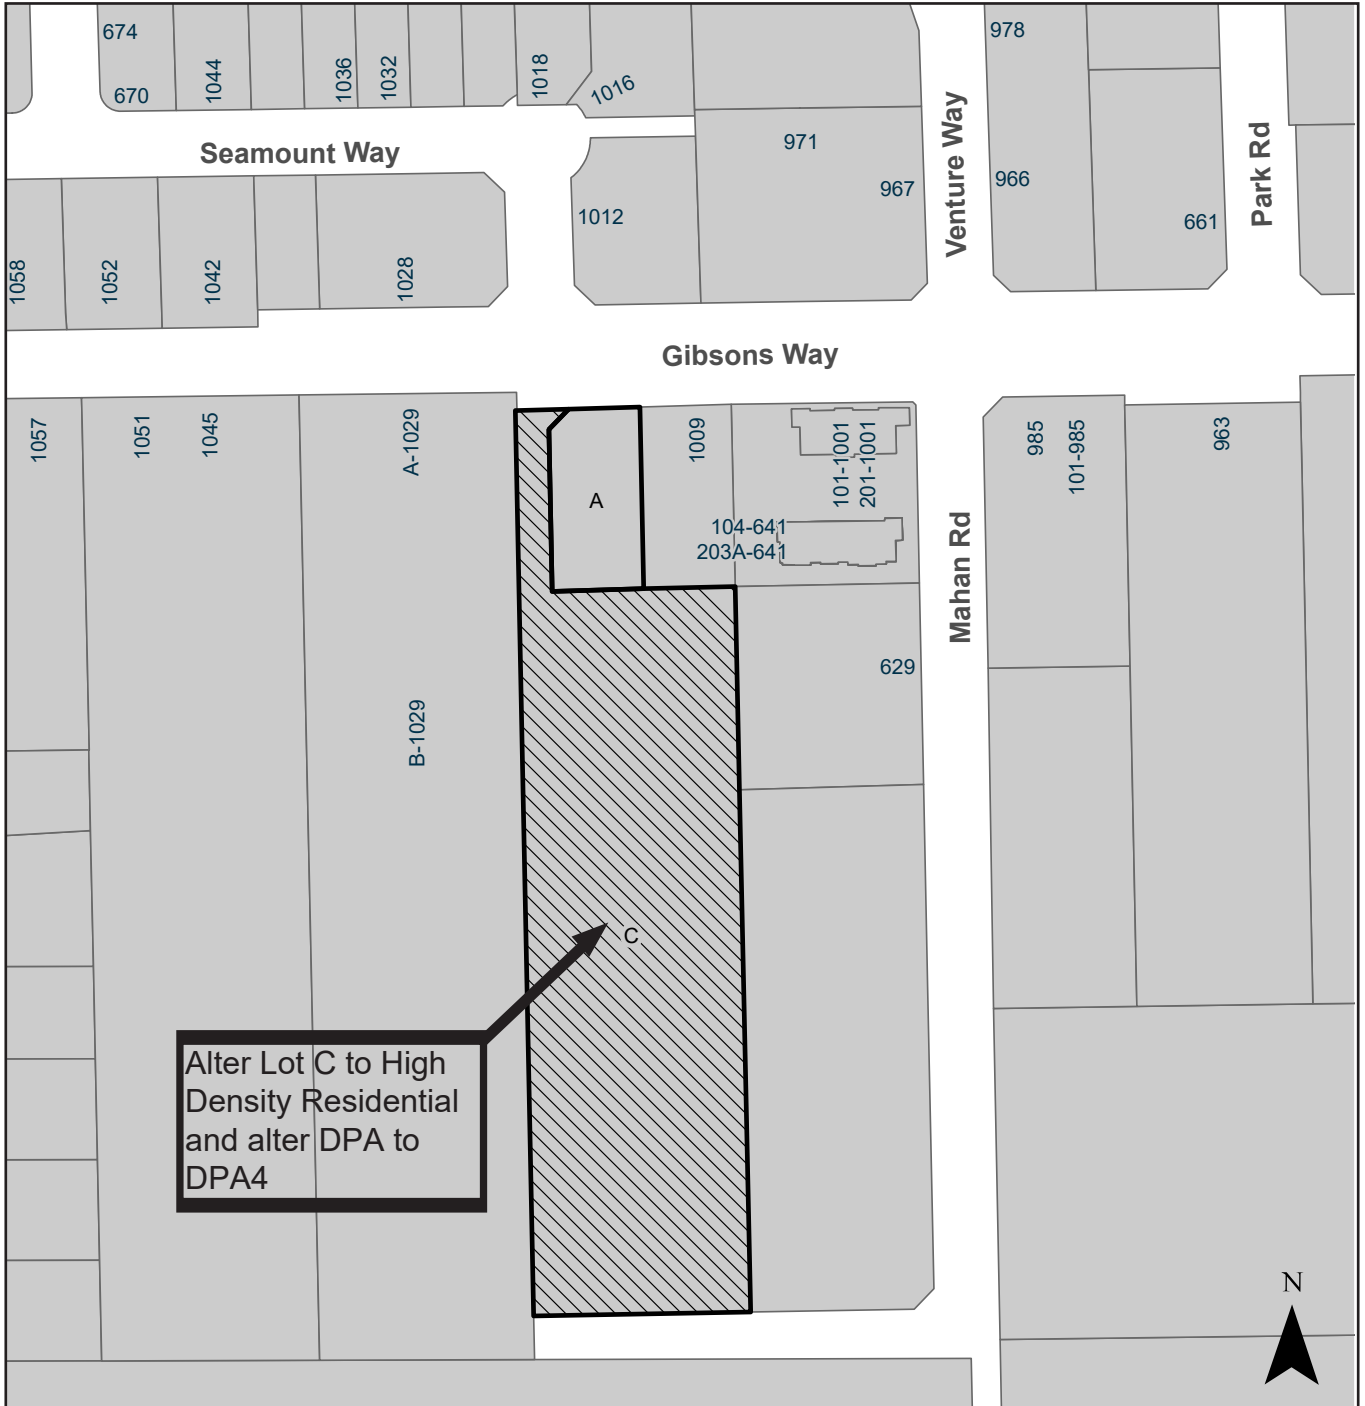 674
670
1044
1036
1032
1018
1016
978
Seamount Way
971
967
Venture Way
966
Park Rd
661
1012
1058
1052
1042
1028
Gibsons Way
1057
1051
1045
A-1029
1009
101-1001
201-1001
985
101-985
963
A
104-641
203A-641
Mahan Rd
629
B-1029
C
Alter Lot C to High
Density Residential
and alter DPA to
DPA4
N